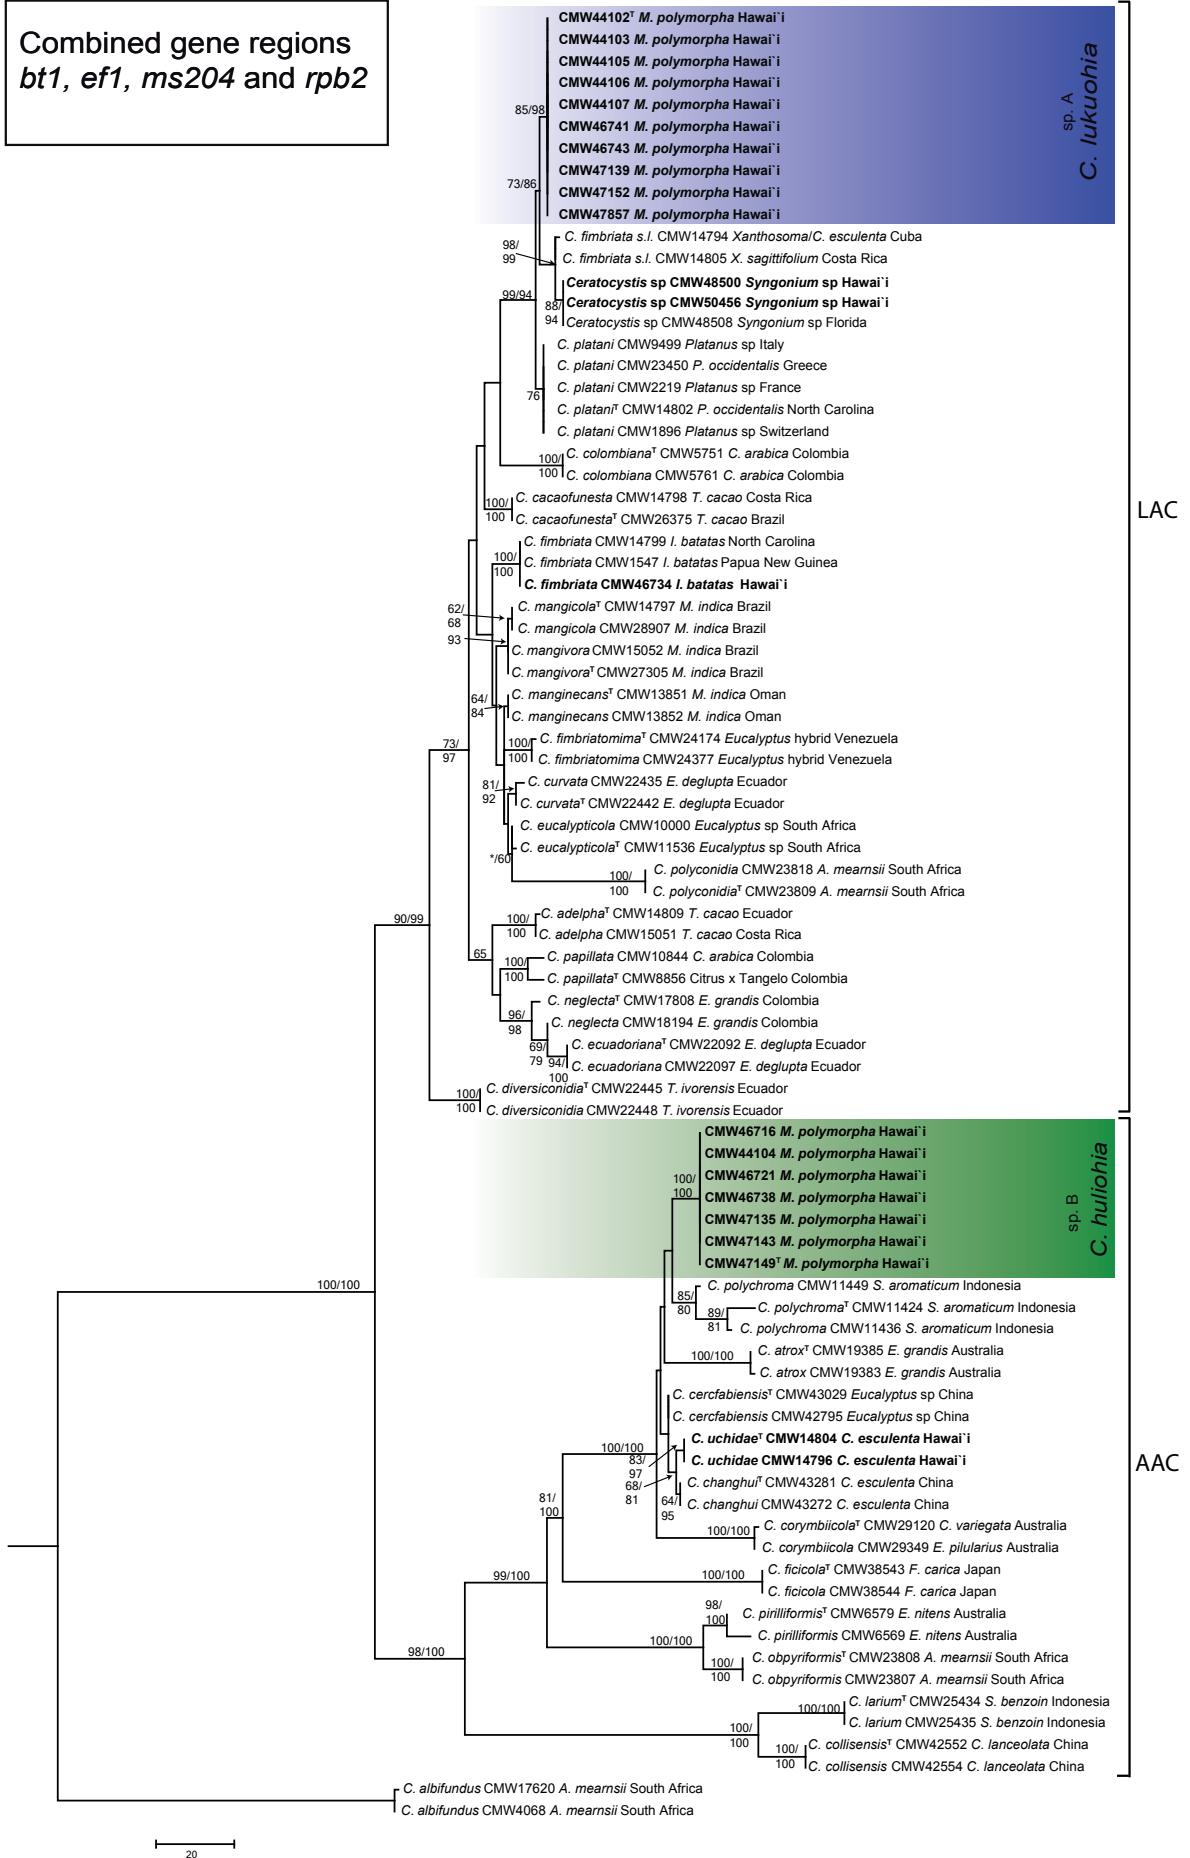 Combined gene regions
bt1, ef1, ms204 and rpb2
CMW44102ᵀ M. polymorpha Hawai`i
CMW44103 M. polymorpha Hawai`i
CMW44105 M. polymorpha Hawai`i
CMW44106 M. polymorpha Hawai`i
CMW44107 M. polymorpha Hawai`i
CMW46741 M. polymorpha Hawai`i
CMW46743 M. polymorpha Hawai`i
CMW47139 M. polymorpha Hawai`i
CMW47152 M. polymorpha Hawai`i
CMW47857 M. polymorpha Hawai`i
sp. A
C. lukuohia
85/98
73/86
C. fimbriata s.l. CMW14794 Xanthosoma/C. esculenta Cuba
C. fimbriata s.l. CMW14805 X. sagittifolium Costa Rica
Ceratocystis sp CMW48500 Syngonium sp Hawai`i
Ceratocystis sp CMW50456 Syngonium sp Hawai`i
Ceratocystis sp CMW48508 Syngonium sp Florida
98/
99
99/94
88/
94
C. platani CMW9499 Platanus sp Italy
C. platani CMW23450 P. occidentalis Greece
C. platani CMW2219 Platanus sp France
C. plataniᵀ CMW14802 P. occidentalis North Carolina
C. platani CMW1896 Platanus sp Switzerland
76
C. colombianaᵀ CMW5751 C. arabica Colombia
C. colombiana CMW5761 C. arabica Colombia
100/
100
C. cacaofunesta CMW14798 T. cacao Costa Rica
C. cacaofunestaᵀ CMW26375 T. cacao Brazil
100/
100
LAC
C. fimbriata CMW14799 I. batatas North Carolina
C. fimbriata CMW1547 I. batatas Papua New Guinea
C. fimbriata CMW46734 I. batatas Hawai`i
100/
100
C. mangicolaᵀ CMW14797 M. indica Brazil
C. mangicola CMW28907 M. indica Brazil
C. mangivora CMW15052 M. indica Brazil
C. mangivoraᵀ CMW27305 M. indica Brazil
62/
68
93
C. manginecansᵀ CMW13851 M. indica Oman
C. manginecans CMW13852 M. indica Oman
64/
84
C. fimbriatomimaᵀ CMW24174 Eucalyptus hybrid Venezuela
C. fimbriatomima CMW24377 Eucalyptus hybrid Venezuela
100/
100
73/
97
C. curvata CMW22435 E. deglupta Ecuador
C. curvataᵀ CMW22442 E. deglupta Ecuador
81/
92
C. eucalypticola CMW10000 Eucalyptus sp South Africa
C. eucalypticolaᵀ CMW11536 Eucalyptus sp South Africa
*/60
C. polyconidia CMW23818 A. mearnsii South Africa
C. polyconidiaᵀ CMW23809 A. mearnsii South Africa
100/
100
C. adelphaᵀ CMW14809 T. cacao Ecuador
C. adelpha CMW15051 T. cacao Costa Rica
100/
100
90/99
65
C. papillata CMW10844 C. arabica Colombia
C. papillataᵀ CMW8856 Citrus x Tangelo Colombia
100/
100
C. neglectaᵀ CMW17808 E. grandis Colombia
C. neglecta CMW18194 E. grandis Colombia
96/
98
C. ecuadorianaᵀ CMW22092 E. deglupta Ecuador
C. ecuadoriana CMW22097 E. deglupta Ecuador
69/
79
94/
100
C. diversiconidiaᵀ CMW22445 T. ivorensis Ecuador
C. diversiconidia CMW22448 T. ivorensis Ecuador
100/
100
CMW46716 M. polymorpha Hawai`i
CMW44104 M. polymorpha Hawai`i
CMW46721 M. polymorpha Hawai`i
CMW46738 M. polymorpha Hawai`i
CMW47135 M. polymorpha Hawai`i
CMW47143 M. polymorpha Hawai`i
CMW47149ᵀ M. polymorpha Hawai`i
sp. B
C. huliohia
100/
100
100/100
C. polychroma CMW11449 S. aromaticum Indonesia
C. polychromaᵀ CMW11424 S. aromaticum Indonesia
C. polychroma CMW11436 S. aromaticum Indonesia
85/
80
89/
81
C. atroxᵀ CMW19385 E. grandis Australia
C. atrox CMW19383 E. grandis Australia
100/100
C. cercfabiensisᵀ CMW43029 Eucalyptus sp China
C. cercfabiensis CMW42795 Eucalyptus sp China
C. uchidaeᵀ CMW14804 C. esculenta Hawai`i
C. uchidae CMW14796 C. esculenta Hawai`i
100/100
83/
97
AAC
C. changhuiᵀ CMW43281 C. esculenta China
C. changhui CMW43272 C. esculenta China
68/
81
64/
95
81/
100
C. corymbiicolaᵀ CMW29120 C. variegata Australia
C. corymbiicola CMW29349 E. pilularius Australia
100/100
C. ficicolaᵀ CMW38543 F. carica Japan
C. ficicola CMW38544 F. carica Japan
100/100
99/100
C. pirilliformisᵀ CMW6579 E. nitens Australia
C. pirilliformis CMW6569 E. nitens Australia
98/
100
100/100
C. obpyriformisᵀ CMW23808 A. mearnsii South Africa
C. obpyriformis CMW23807 A. mearnsii South Africa
100/
100
98/100
C. lariumᵀ CMW25434 S. benzoin Indonesia
C. larium CMW25435 S. benzoin Indonesia
100/100
100/
100
C. collisensisᵀ CMW42552 C. lanceolata China
C. collisensis CMW42554 C. lanceolata China
100/
100
C. albifundus CMW17620 A. mearnsii South Africa
C. albifundus CMW4068 A. mearnsii South Africa
20